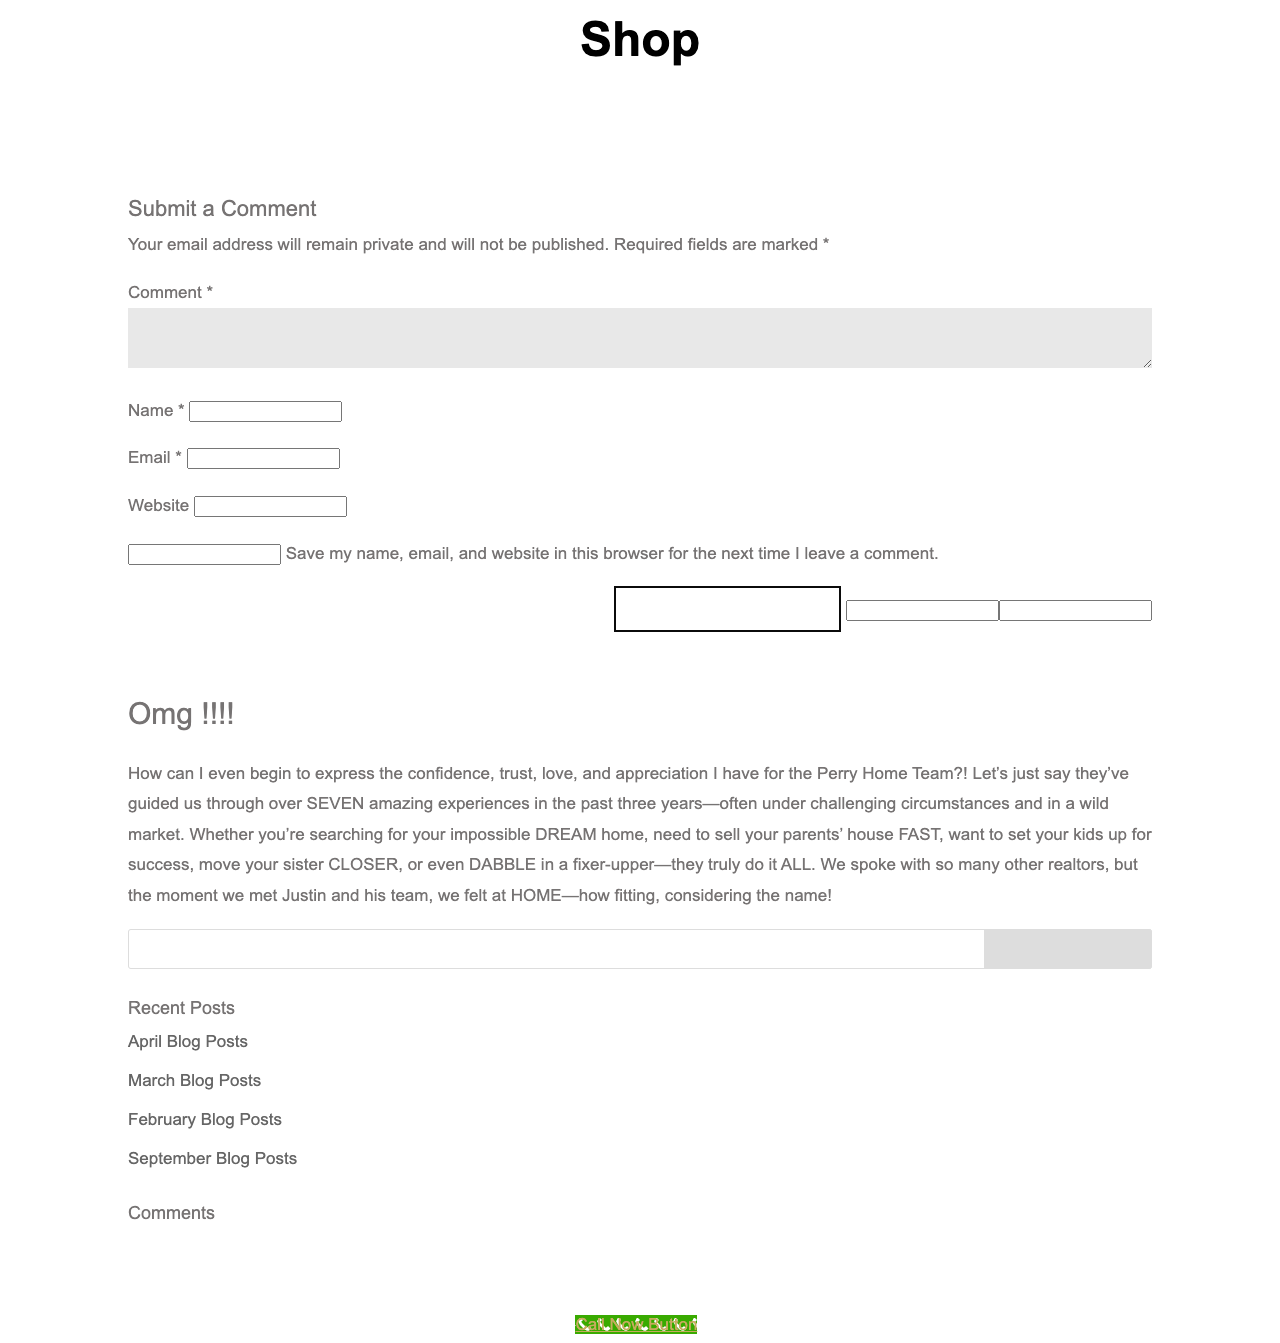 Shop
Submit a Comment
Your email address will remain private and will not be published. Required fields are marked *
Comment *
Name *
Email *
Website
Save my name, email, and website in this browser for the next time I leave a comment.
Omg !!!!
How can I even begin to express the confidence, trust, love, and appreciation I have for the Perry Home Team?! Let’s just say they’ve
guided us through over SEVEN amazing experiences in the past three years—often under challenging circumstances and in a wild
market. Whether you’re searching for your impossible DREAM home, need to sell your parents’ house FAST, want to set your kids up for
success, move your sister CLOSER, or even DABBLE in a fixer-upper—they truly do it ALL. We spoke with so many other realtors, but
the moment we met Justin and his team, we felt at HOME—how fitting, considering the name!
Recent Posts
April Blog Posts
March Blog Posts
February Blog Posts
September Blog Posts
Comments
Call Now Button